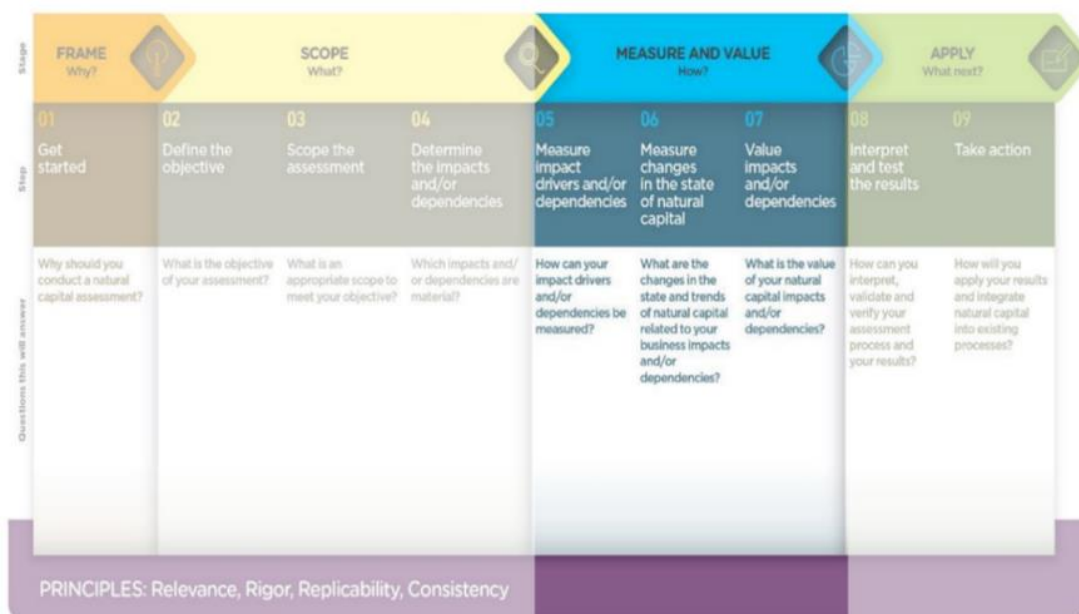 Stage
FRAME
Why?
SCOPE
What?
MEASURE AND VALUE
How?
APPLY
What next?
Step
01
Get
started
02
Define the
objective
03
Scope the
assessment
04
Determine
the impacts
and/or
dependencies
05
Measure
impact
drivers and/or
dependencies
06
Measure
changes
in the state
of natural
capital
07
Value
impacts
and/or
dependencies
08
Interpret
and test
the results
09
Take action
Questions this will answer
Why should you
conduct a natural
capital assessment?
What is the objective
of your assessment?
What is an
appropriate scope to
meet your objective?
Which impacts and/
or dependencies are
material?
How can your
impact drivers
and/or
dependencies be
measured?
What are the
changes in the
state and trends
of natural capital
related to your
business impacts
and/or
dependencies?
What is the value
of your natural
capital impacts
and/or
dependencies?
How can you
interpret,
validate and
verify your
assessment
process and
your results?
How will you
apply your results
and integrate
natural capital
into existing
processes?
PRINCIPLES: Relevance, Rigor, Replicability, Consistency